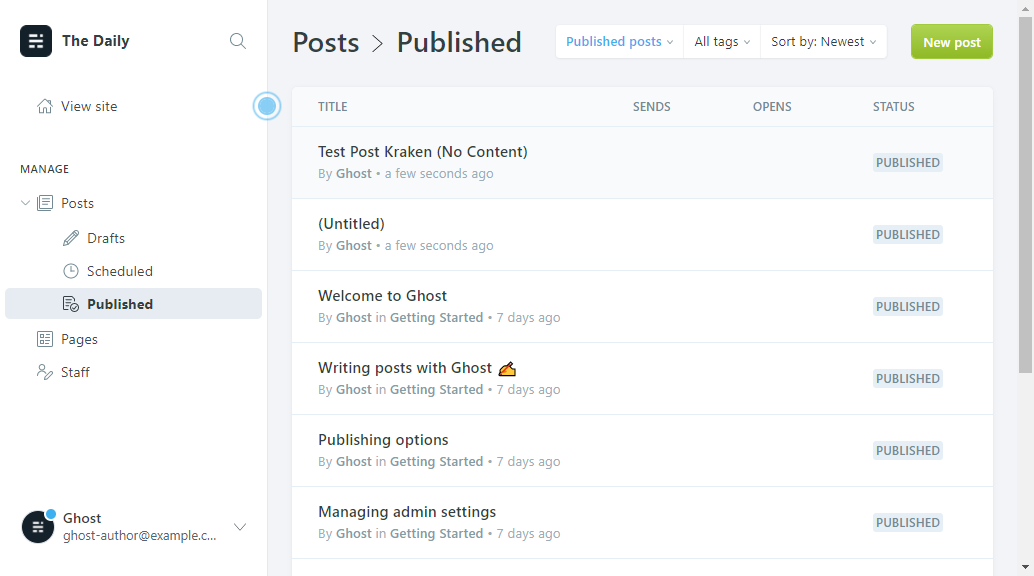 The Daily
View site
MANAGE
Posts
Drafts
Scheduled
Published
Pages
Staff
Ghost
ghost-author@example.c...
Posts > Published
Published posts
All tags
Sort by: Newest
New post
TITLE SENDS OPENS STATUS
Test Post Kraken (No Content)
By Ghost • a few seconds ago
PUBLISHED
(Untitled)
By Ghost • a few seconds ago
PUBLISHED
Welcome to Ghost
By Ghost in Getting Started • 7 days ago
PUBLISHED
Writing posts with Ghost ✍
By Ghost in Getting Started • 7 days ago
PUBLISHED
Publishing options
By Ghost in Getting Started • 7 days ago
PUBLISHED
Managing admin settings
By Ghost in Getting Started • 7 days ago
PUBLISHED